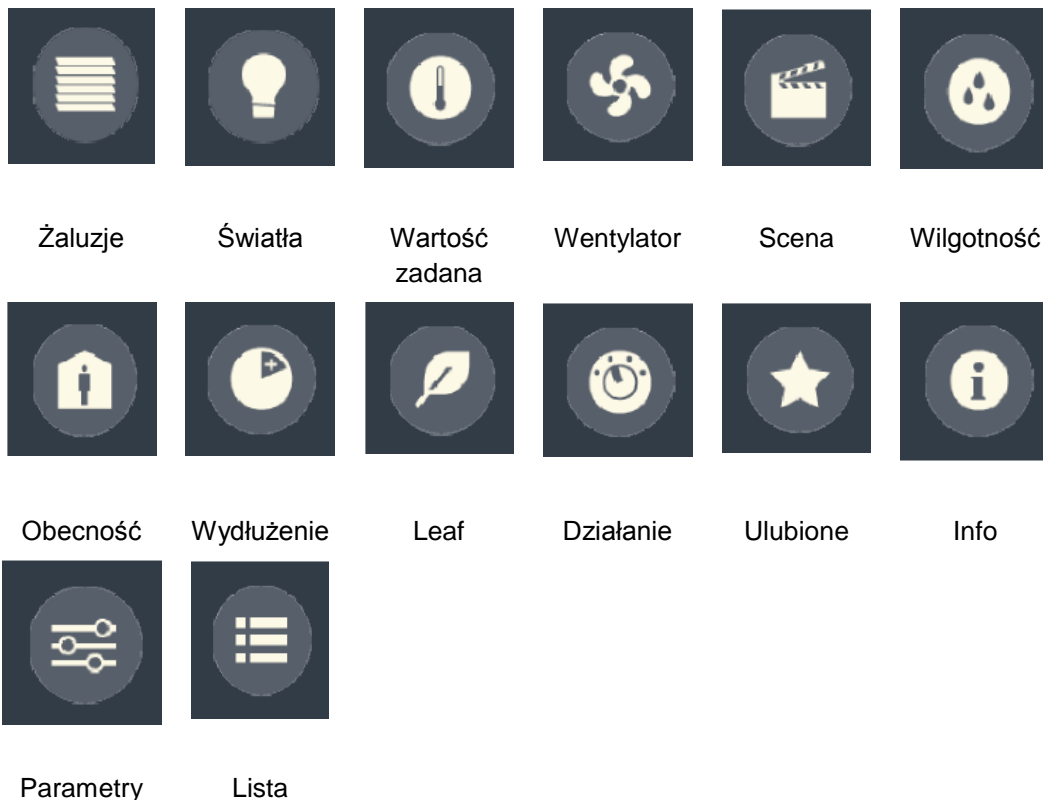 Żaluzje Światła Wartość Wentylator Scena Wilgotność
zadana
Obecność Wydłużenie Leaf Działanie Ulubione Info
Parametry Lista